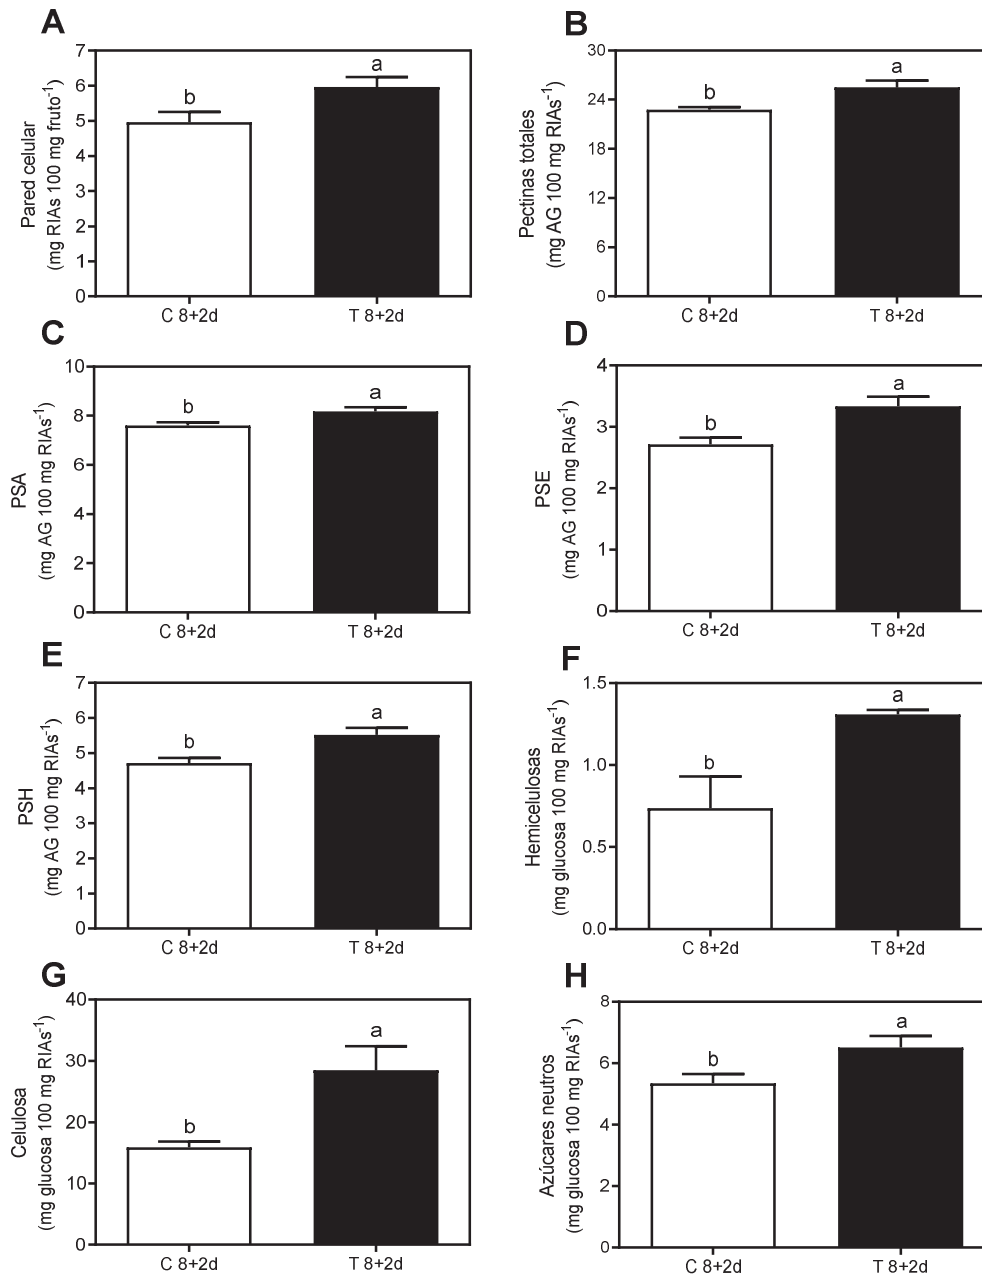 A
Pared celular
(mg RIAs 100 mg fruto⁻¹)
7
6
5
4
3
2
1
0
b
a
C 8+2d
T 8+2d
B
Pectinas totales
(mg AG 100 mg RIAs⁻¹)
30
24
18
12
6
0
b
a
C 8+2d
T 8+2d
C
PSA
(mg AG 100 mg RIAs⁻¹)
10
8
6
4
2
0
b
a
C 8+2d
T 8+2d
D
PSE
(mg AG 100 mg RIAs⁻¹)
4
3
2
1
0
b
a
C 8+2d
T 8+2d
E
PSH
(mg AG 100 mg RIAs⁻¹)
7
6
5
4
3
2
1
0
b
a
C 8+2d
T 8+2d
F
Hemicelulosas
(mg glucosa 100 mg RIAs⁻¹)
1.5
1.0
0.5
0.0
b
a
C 8+2d
T 8+2d
G
Celulosa
(mg glucosa 100 mg RIAs⁻¹)
40
30
20
10
0
b
a
C 8+2d
T 8+2d
H
Azúcares neutros
(mg glucosa 100 mg RIAs⁻¹)
8
6
4
2
0
b
a
C 8+2d
T 8+2d